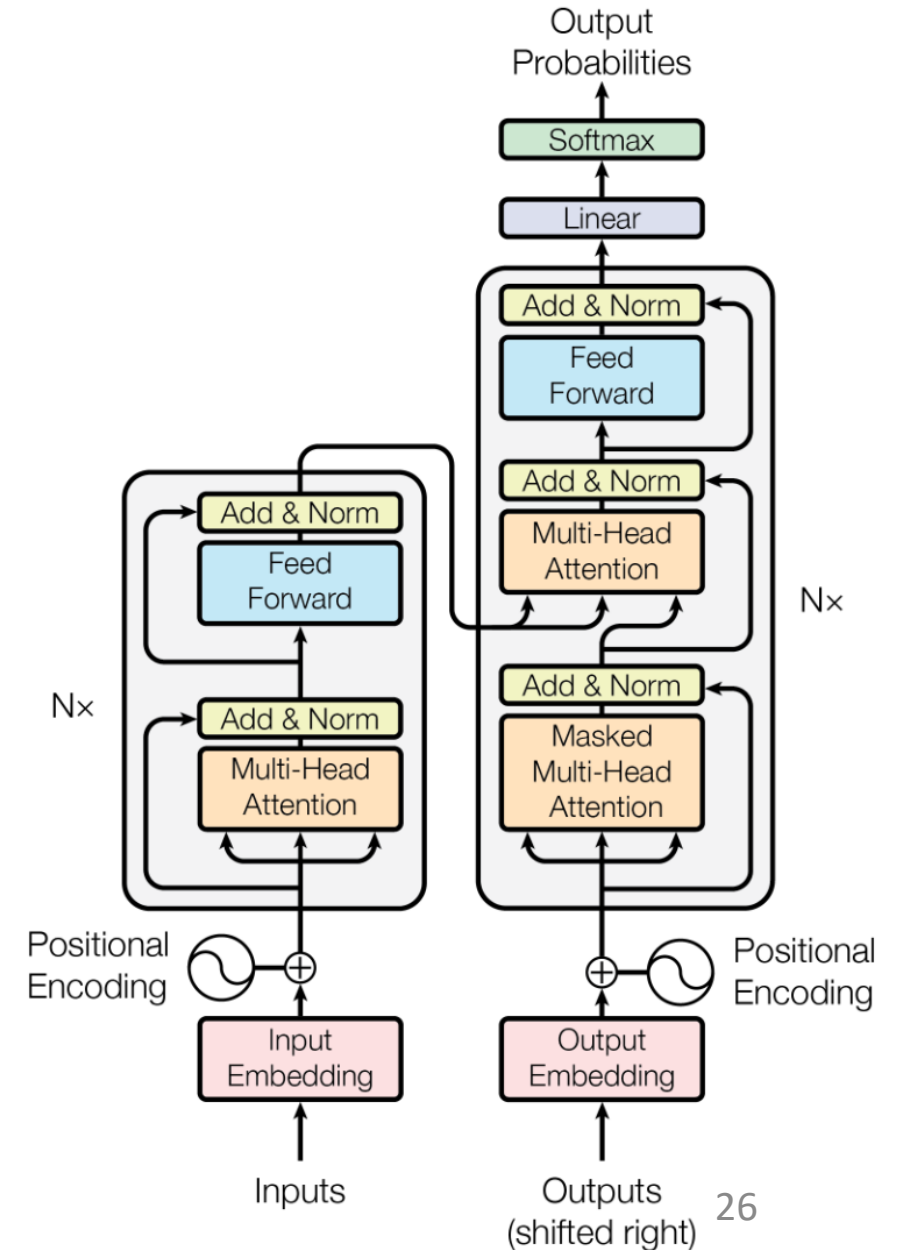 Output
Probabilities
Softmax
Linear
Add & Norm
Feed
Forward
Add & Norm
Multi-Head
Attention
N×
Add & Norm
Masked
Multi-Head
Attention
Add & Norm
Feed
Forward
N×
Add & Norm
Multi-Head
Attention
Positional
Encoding
Positional
Encoding
Input
Embedding
Output
Embedding
Inputs
Outputs
(shifted right)
26